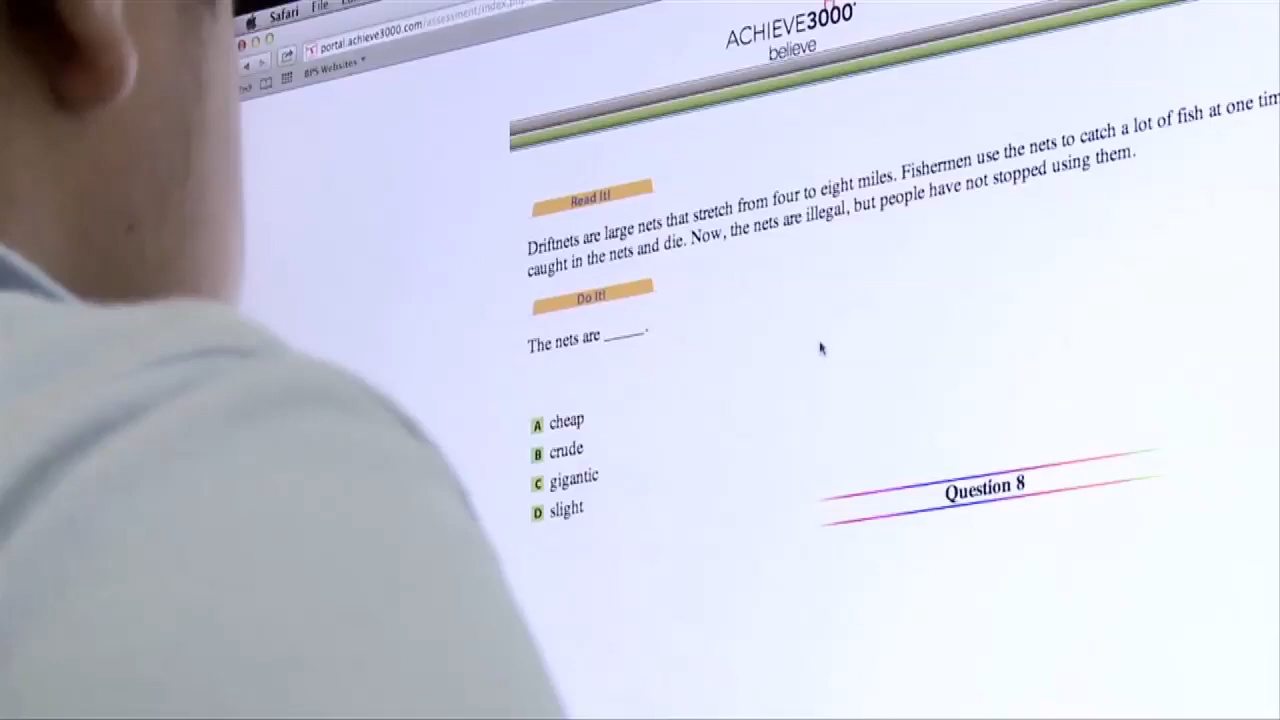 Safari File
portal.achieve3000.com/assessment/index.php
BPS Websites
ACHIEVE3000
believe
Read It!
Driftnets are large nets that stretch from four to eight miles. Fishermen use the nets to catch a lot of fish at one
caught in the nets and die. Now, the nets are illegal, but people have not stopped using them.
Do It!
The nets are _____.
A cheap
B crude
C gigantic
D slight
Question 8